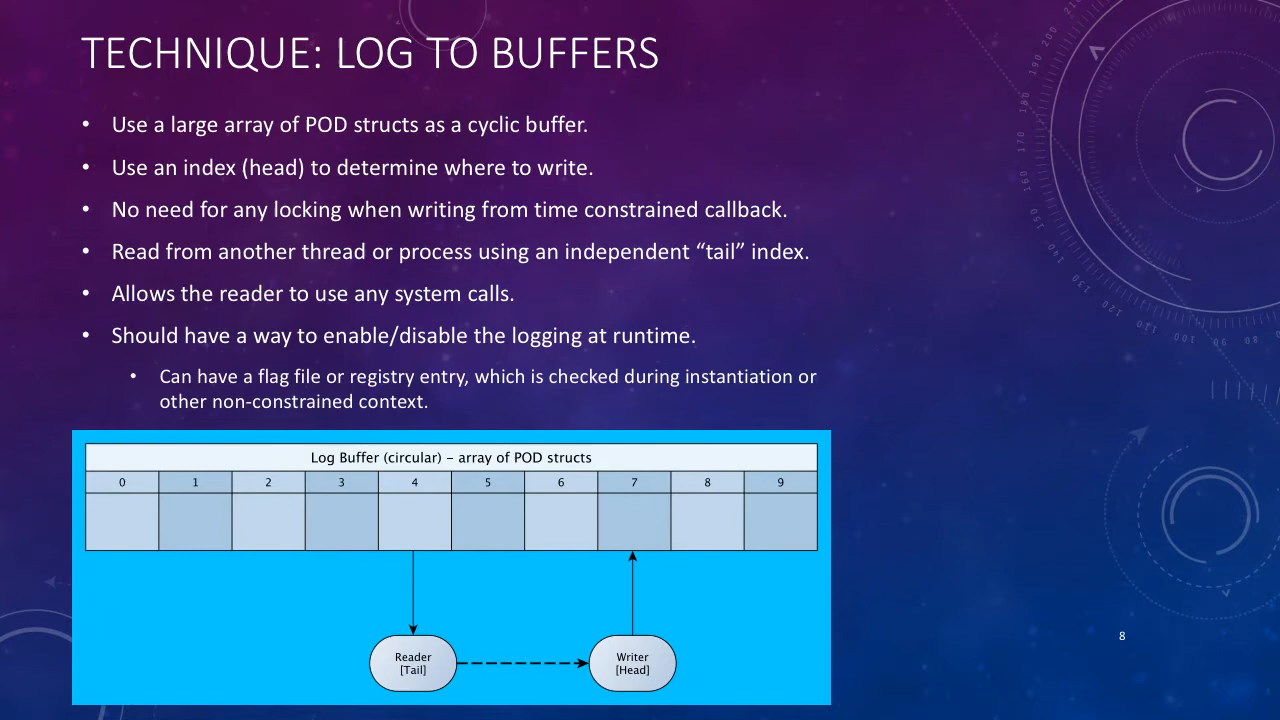 TECHNIQUE: LOG TO BUFFERS
• Use a large array of POD structs as a cyclic buffer.
• Use an index (head) to determine where to write.
• No need for any locking when writing from time constrained callback.
• Read from another thread or process using an independent “tail” index.
• Allows the reader to use any system calls.
• Should have a way to enable/disable the logging at runtime.
• Can have a flag file or registry entry, which is checked during instantiation or
other non-constrained context.
Log Buffer (circular) – array of POD structs
0 1 2 3 4 5 6 7 8 9
Reader
[Tail]
Writer
[Head]
8